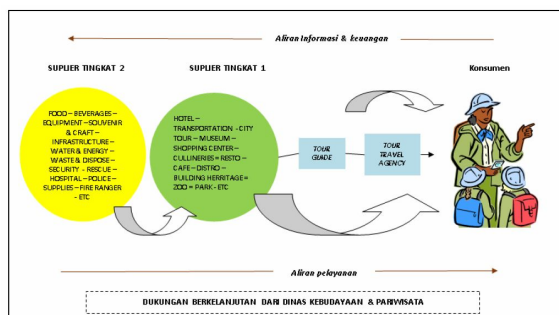 Aliran Informasi & keuangan
SUPLIER TINGKAT 2
SUPLIER TINGKAT 1
Konsumen
FOOD – BEVERAGES –
EQUIPMENT –SOUVENIR
& CRAFT –
INFRASTRUCTURE –
WATER & ENERGY –
WASTE & DISPOSE –
SECURITY - RESCUE –
HOSPITAL – POLICE –
SUPPLIES – FIRE RANGER
- ETC
HOTEL –
TRANSPORTATION - CITY
TOUR – MUSEUM –
SHOPPING CENTER –
CULLINERIES = RESTO –
CAFE – DISTRO –
BUILDING HERRITAGE =
ZOO = PARK - ETC
TOUR
GUIDE
TOUR
TRAVEL
AGENCY
Aliran pelayanan
DUKUNGAN BERKELANJUTAN DARI DINAS KEBUDAYAAN & PARIWISATA